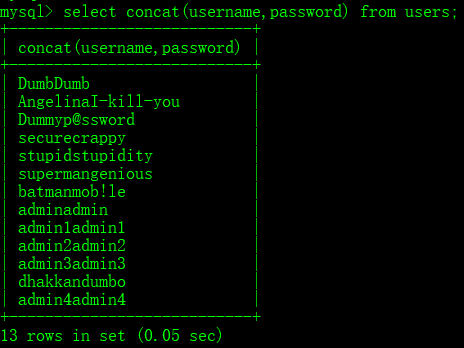 mysql> select concat(username,password) from users;
+---------------------------+
| concat(username,password) |
+---------------------------+
| DumbDumb                  |
| AngelinaI-kill-you        |
| Dummyp@ssword             |
| securecrappy              |
| stupidstupidity           |
| supermangenious           |
| batmanmob!le              |
| adminadmin                |
| admin1admin1              |
| admin2admin2              |
| admin3admin3              |
| dhakkandumbo              |
| admin4admin4              |
+---------------------------+
13 rows in set (0.05 sec)